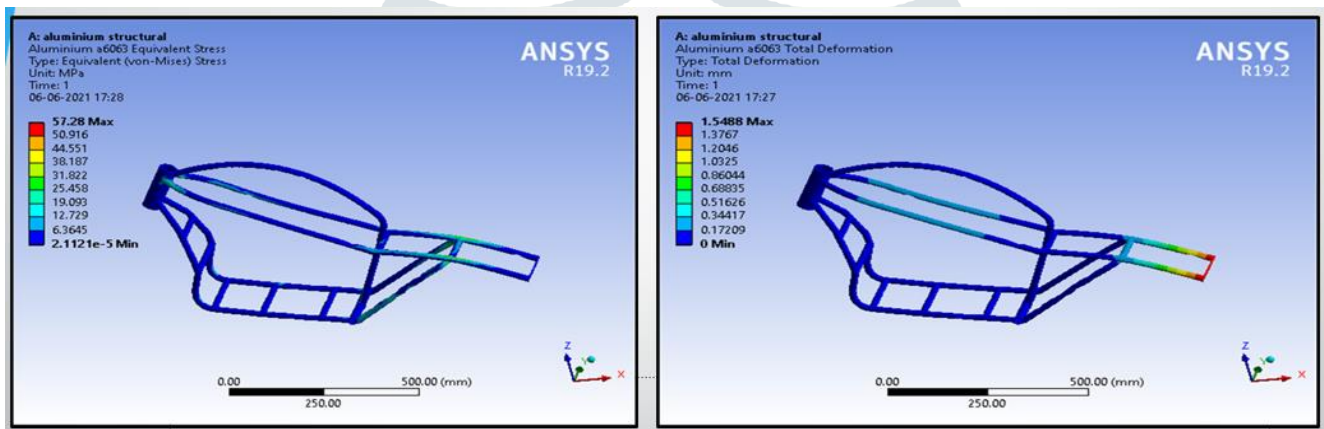 A: aluminium structural
Aluminium a6063 Equivalent Stress
Type: Equivalent (von-Mises) Stress
Unit: MPa
Time: 1
06-06-2021 17:28
ANSYS
R19.2
57.28 Max
50.916
44.551
38.187
31.822
25.458
19.093
12.729
6.3645
2.1121e-5 Min
Z
Y
X
0.00
500.00 (mm)
250.00
A: aluminium structural
Aluminium a6063 Total Deformation
Type: Total Deformation
Unit: mm
Time: 1
06-06-2021 17:27
ANSYS
R19.2
1.5488 Max
1.3767
1.2046
1.0325
0.86044
0.68835
0.51626
0.34417
0.17209
0 Min
Z
Y
X
0.00
500.00 (mm)
250.00